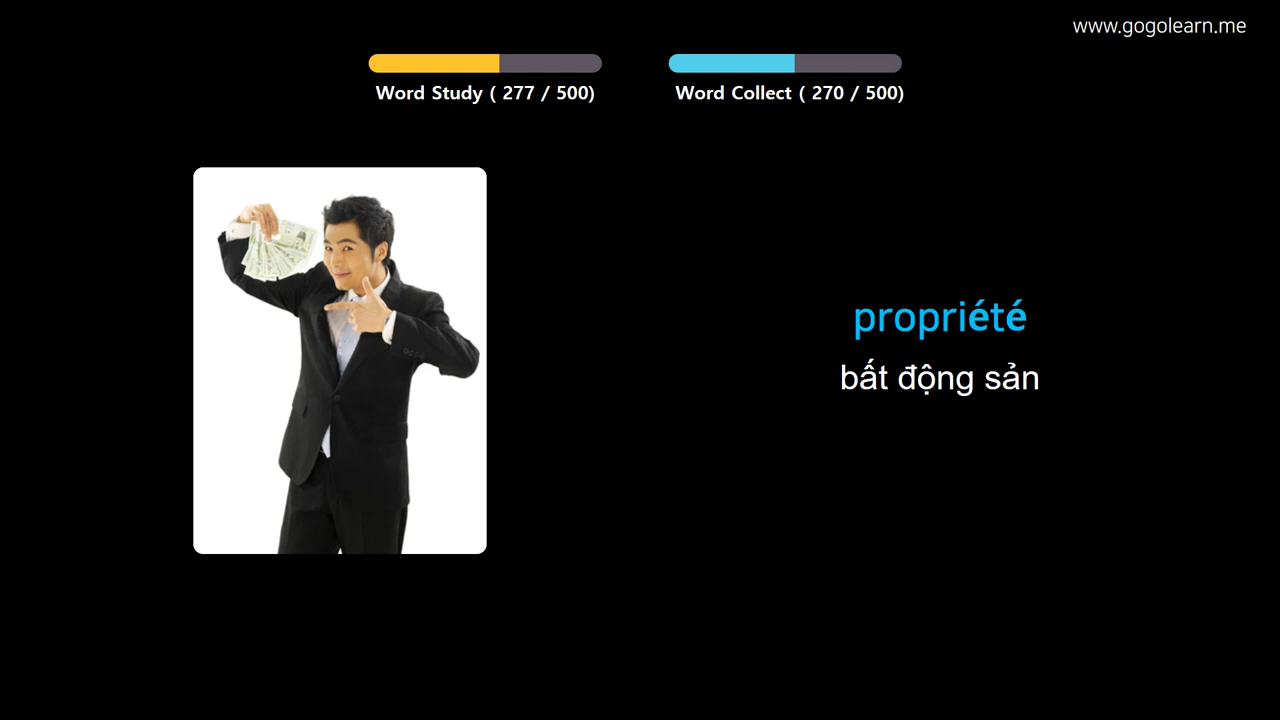 www.gogolearn.me
Word Study ( 277 / 500)
Word Collect ( 270 / 500)
propriété
bất động sản